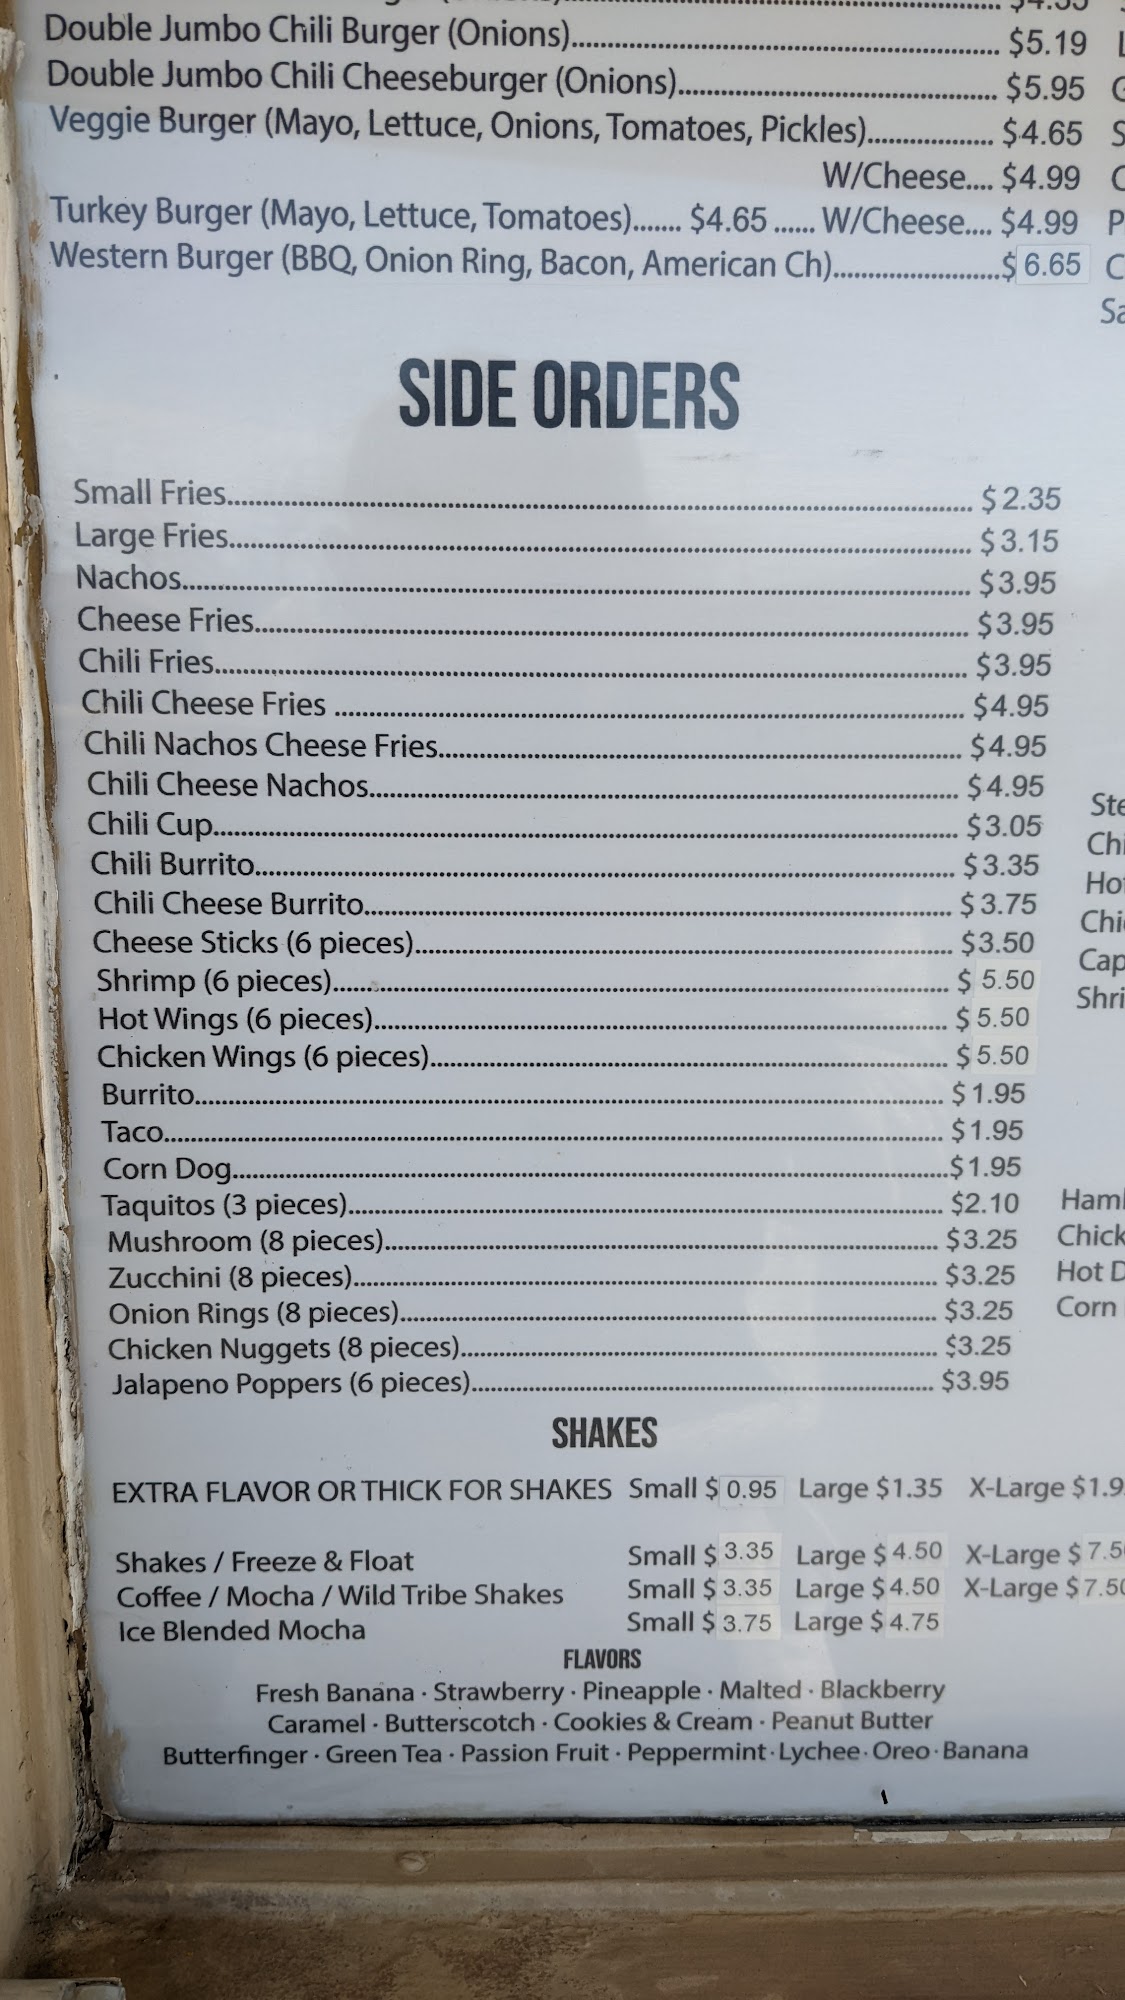 Double Jumbo Chili Burger (Onions)............ $5.19
Double Jumbo Chili Cheeseburger (Onions)............ $5.95
Veggie Burger (Mayo, Lettuce, Onions, Tomatoes, Pickles)............ $4.65
W/Cheese.... $4.99
Turkey Burger (Mayo, Lettuce, Tomatoes)....... $4.65 ...... W/Cheese.... $4.99
Western Burger (BBQ, Onion Ring, Bacon, American Ch)............ $ 6.65
SIDE ORDERS
Small Fries............ $2.35
Large Fries............ $3.15
Nachos............ $3.95
Cheese Fries............ $3.95
Chili Fries............ $3.95
Chili Cheese Fries ............ $4.95
Chili Nachos Cheese Fries............ $4.95
Chili Cheese Nachos............ $4.95
Chili Cup............ $3.05
Chili Burrito............ $3.35
Chili Cheese Burrito............ $3.75
Cheese Sticks (6 pieces)............ $3.50
Shrimp (6 pieces)............ $ 5.50
Hot Wings (6 pieces)............ $ 5.50
Chicken Wings (6 pieces)............ $ 5.50
Burrito............ $1.95
Taco............ $1.95
Corn Dog............ $1.95
Taquitos (3 pieces)............ $2.10
Mushroom (8 pieces)............ $3.25
Zucchini (8 pieces)............ $3.25
Onion Rings (8 pieces)............ $3.25
Chicken Nuggets (8 pieces)............ $3.25
Jalapeno Poppers (6 pieces)............ $3.95
SHAKES
EXTRA FLAVOR OR THICK FOR SHAKES Small $ 0.95 Large $1.35 X-Large
Shakes / Freeze & Float Small $ 3.35 Large $ 4.50 X-Large $ 7.50
Coffee / Mocha / Wild Tribe Shakes Small $ 3.35 Large $ 4.50 X-Large $ 7.50
Ice Blended Mocha Small $ 3.75 Large $ 4.75
FLAVORS
Fresh Banana · Strawberry · Pineapple · Malted · Blackberry
Caramel · Butterscotch · Cookies & Cream · Peanut Butter
Butterfinger · Green Tea · Passion Fruit · Peppermint · Lychee · Oreo · Banana